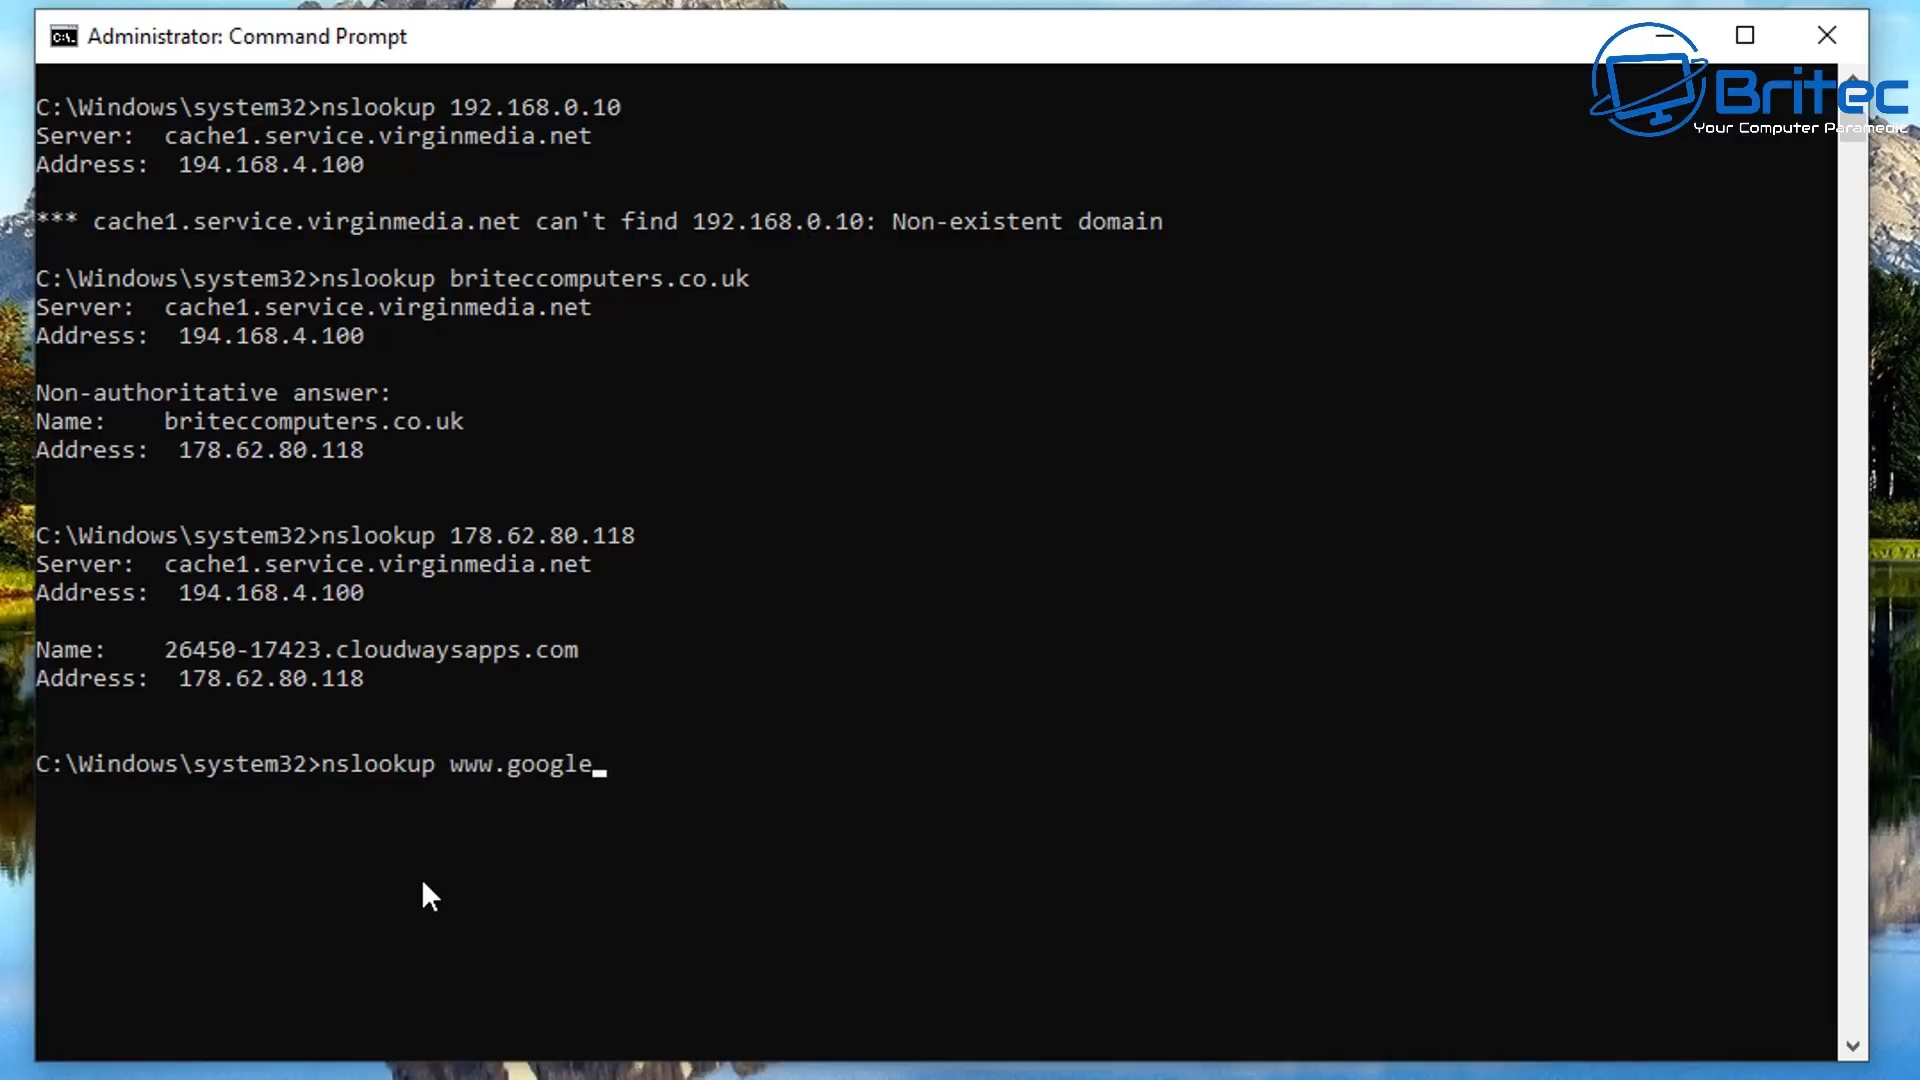 Administrator: Command Prompt
Britec
Your Computer Paramedic
C:\Windows\system32>nslookup 192.168.0.10
Server:  cache1.service.virginmedia.net
Address:  194.168.4.100
*** cache1.service.virginmedia.net can't find 192.168.0.10: Non-existent domain
C:\Windows\system32>nslookup briteccomputers.co.uk
Server:  cache1.service.virginmedia.net
Address:  194.168.4.100
Non-authoritative answer:
Name:    briteccomputers.co.uk
Address:  178.62.80.118
C:\Windows\system32>nslookup 178.62.80.118
Server:  cache1.service.virginmedia.net
Address:  194.168.4.100
Name:    26450-17423.cloudwaysapps.com
Address:  178.62.80.118
C:\Windows\system32>nslookup www.google